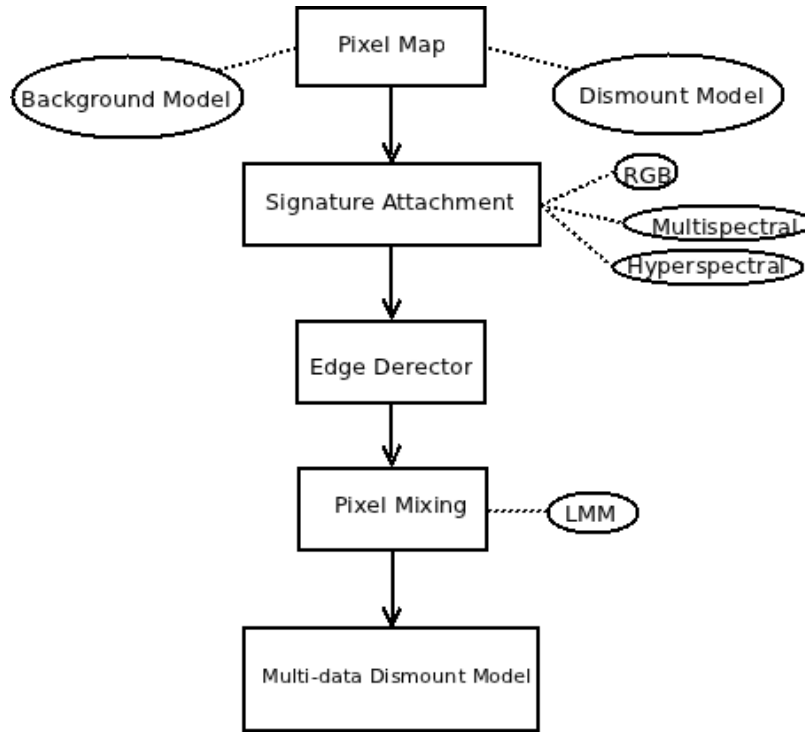 Pixel Map
Background Model
Dismount Model
RGB
Signature Attachment
Multispectral
Hyperspectral
Edge Derector
Pixel Mixing
LMM
Multi-data Dismount Model